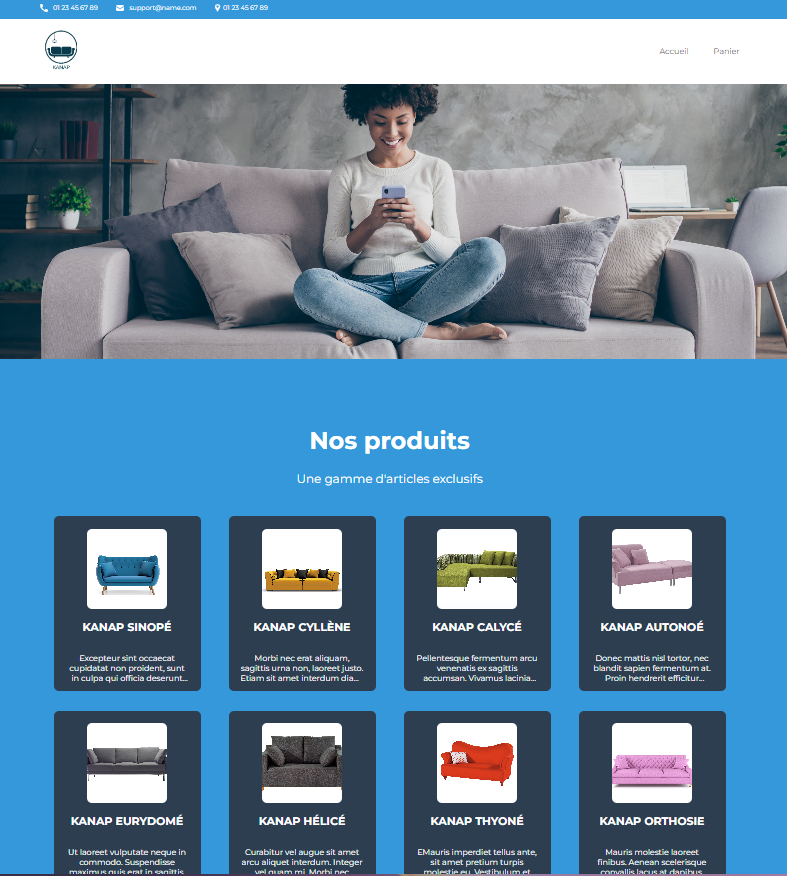 01 23 45 67 89 support@name.com 01 23 45 67 89
KANAP
Accueil Panier
Nos produits
Une gamme d'articles exclusifs
KANAP SINOPÉ
Excepteur sint occaecat
cupidatat non proident, sunt
in culpa qui officia deserunt...
KANAP CYLLÈNE
Morbi nec erat aliquam,
sagittis urna non, laoreet justo.
Etiam sit amet interdum dia...
KANAP CALYCÉ
Pellentesque fermentum arcu
venenatis ex sagittis
accumsan. Vivamus lacinia...
KANAP AUTONOÉ
Donec mattis nisl tortor, nec
blandit sapien fermentum at.
Proin hendrerit efficitur...
KANAP EURYDOMÉ
Ut laoreet vulputate neque in
commodo. Suspendisse
maximus quis erat in sagittis
KANAP HÉLICÉ
Curabitur vel augue sit amet
arcu aliquet interdum. Integer
vel quam mi. Morbi nec
KANAP THYONÉ
EMauris imperdiet tellus ante,
sit amet pretium turpis
molestie eu. Vestibulum et
KANAP ORTHOSIE
Mauris molestie laoreet
finibus. Aenean scelerisque
convallis lacus at dapibus